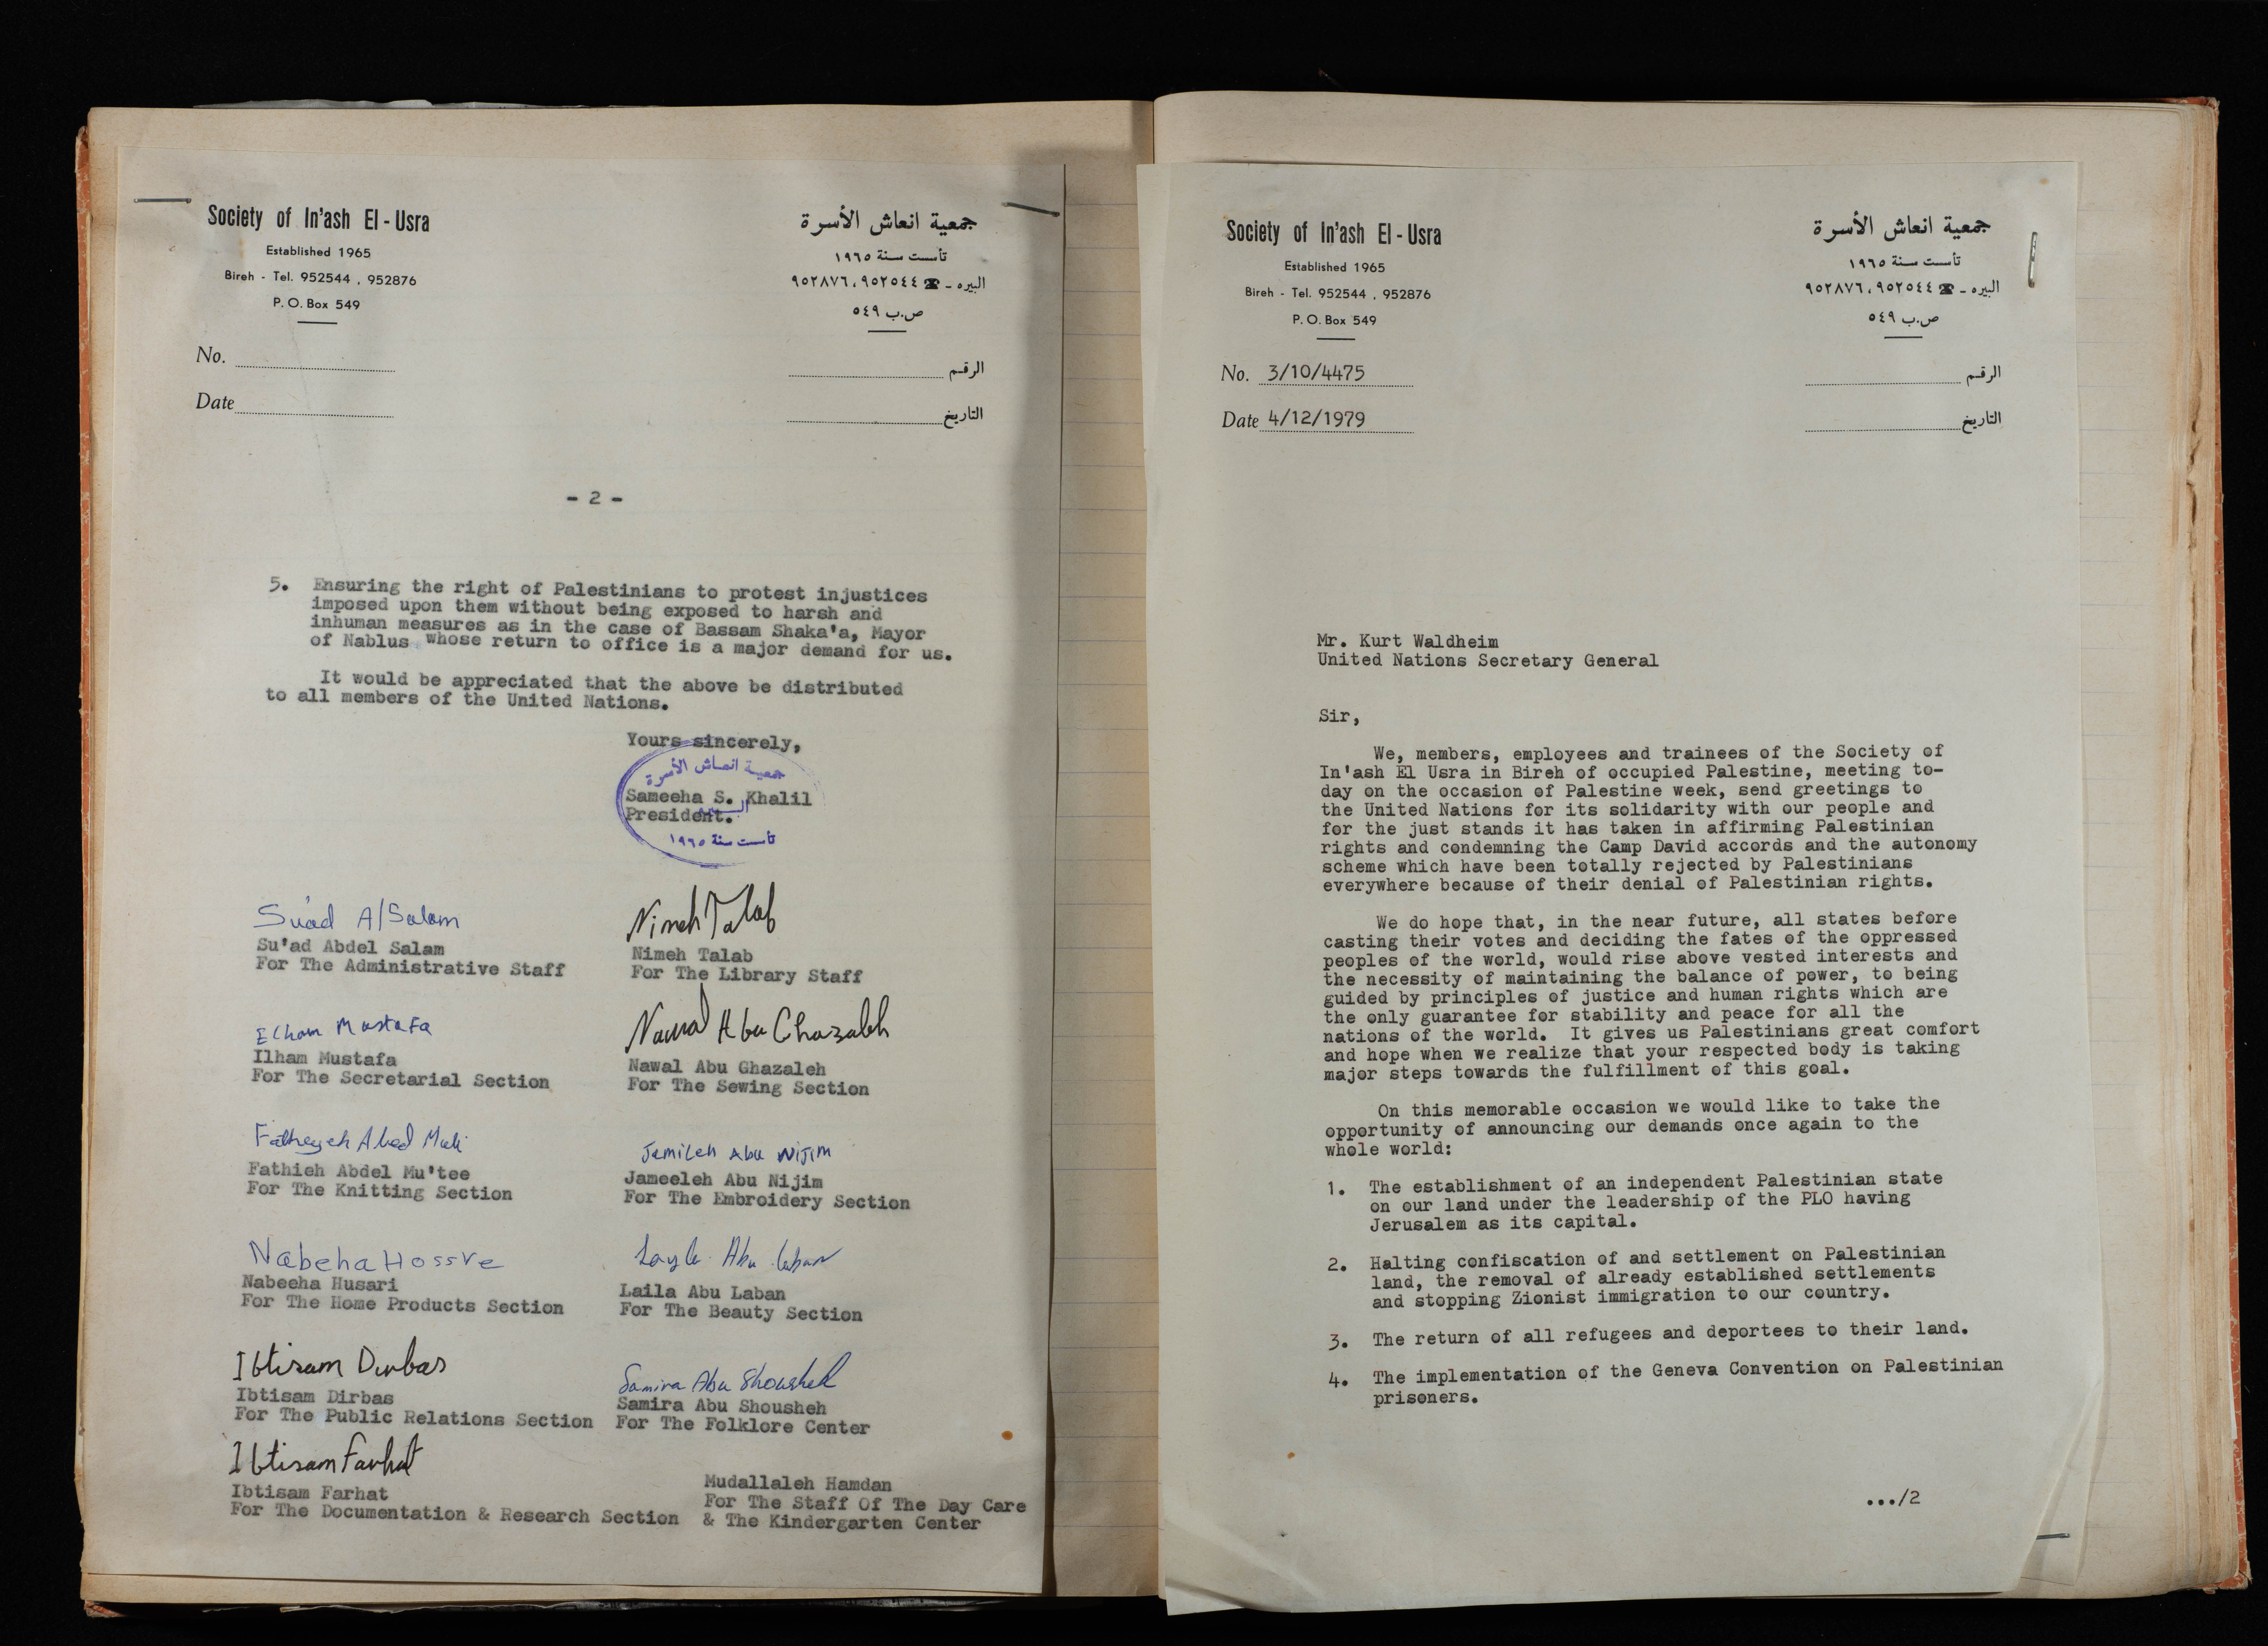 Society of In'ash El - Usra
Established 1965
Bireh - Tel. 952544 , 952876
P. O. Box 549
جمعية انعاش الأسرة
تأسست سنة ١٩٦٥
البيره - ☎ ٩٥٢٥٤٤ ، ٩٥٢٨٧٦
ص.ب ٥٤٩
No.
الرقم
Date
التاريخ
- 2 -
5. Ensuring the right of Palestinians to protest injustices
imposed upon them without being exposed to harsh and
inhuman measures as in the case of Bassam Shaka'a, Mayor
of Nablus whose return to office is a major demand for us.
It would be appreciated that the above be distributed
to all members of the United Nations.
Yours sincerely,
جمعية انعاش الأسرة
Sameeha S. Khalil
President.
تأسست سنة ١٩٦٥
Su'ad A/Salam
Nimeh Talab
Su'ad Abdel Salam
For The Administrative Staff
Nimeh Talab
For The Library Staff
Elham Mustafa
Nawal Abu Ghazaleh
Ilham Mustafa
For The Secretarial Section
Nawal Abu Ghazaleh
For The Sewing Section
Jamileh Abu Nijim
Fathieh Abdel Mu'tee
For The Knitting Section
Jameeleh Abu Nijim
For The Embroidery Section
Nabeha Hossre
Layla Abu Laban
Nabeeha Husari
For The Home Products Section
Laila Abu Laban
For The Beauty Section
Ibtisam Dirbas
Samira Abu Shousheh
Ibtisam Dirbas
For The Public Relations Section
Samira Abu Shousheh
For The Folklore Center
Ibtisam Farhat
Ibtisam Farhat
For The Documentation & Research Section
Mudallaleh Hamdan
For The Staff Of The Day Care
& The Kindergarten Center
Society of In'ash El - Usra
Established 1965
Bireh - Tel. 952544 , 952876
P. O. Box 549
جمعية انعاش الأسرة
تأسست سنة ١٩٦٥
البيره - ☎ ٩٥٢٥٤٤ ، ٩٥٢٨٧٦
ص.ب ٥٤٩
No. 3/10/4475
الرقم
Date 4/12/1979
التاريخ
Mr. Kurt Waldheim
United Nations Secretary General
Sir,
We, members, employees and trainees of the Society of
In'ash El Usra in Bireh of occupied Palestine, meeting to-
day on the occasion of Palestine week, send greetings to
the United Nations for its solidarity with our people and
for the just stands it has taken in affirming Palestinian
rights and condemning the Camp David accords and the autonomy
scheme which have been totally rejected by Palestinians
everywhere because of their denial of Palestinian rights.
We do hope that, in the near future, all states before
casting their votes and deciding the fates of the oppressed
peoples of the world, would rise above vested interests and
the necessity of maintaining the balance of power, to being
guided by principles of justice and human rights which are
the only guarantee for stability and peace for all the
nations of the world. It gives us Palestinians great comfort
and hope when we realize that your respected body is taking
major steps towards the fulfillment of this goal.
On this memorable occasion we would like to take the
opportunity of announcing our demands once again to the
whole world:
1. The establishment of an independent Palestinian state
on our land under the leadership of the PLO having
Jerusalem as its capital.
2. Halting confiscation of and settlement on Palestinian
land, the removal of already established settlements
and stopping Zionist immigration to our country.
3. The return of all refugees and deportees to their land.
4. The implementation of the Geneva Convention on Palestinian
prisoners.
.../2